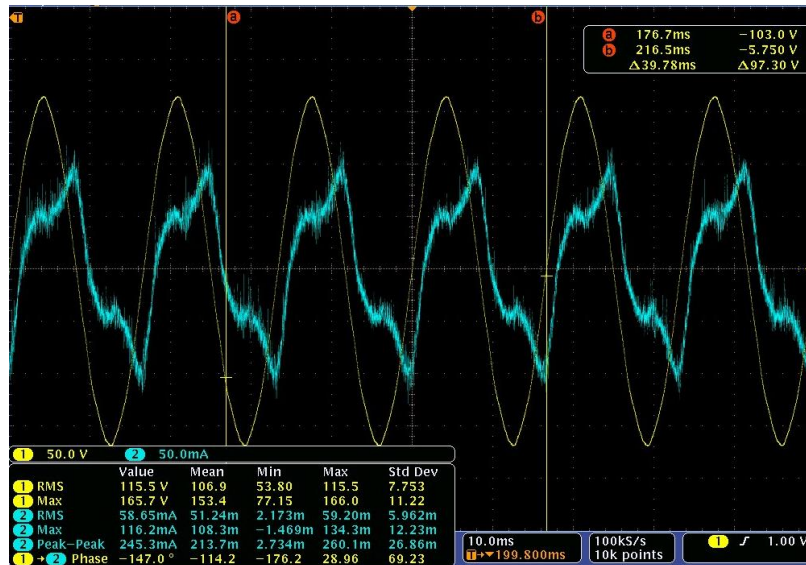 T a b
a 176.7ms −103.0 V
b 216.5ms −5.750 V
Δ39.78ms Δ97.30 V
1 50.0 V 2 50.0mA
Value Mean Min Max Std Dev
1 RMS 115.5 V 106.9 53.80 115.5 7.753
1 Max 165.7 V 153.4 77.15 166.0 11.22
2 RMS 58.65mA 51.24m 2.173m 59.20m 5.962m
2 Max 116.2mA 108.3m −1.469m 134.3m 12.23m
2 Peak−Peak 245.3mA 213.7m 2.734m 260.1m 26.86m
1 → 2 Phase −147.0 ° −114.2 −176.2 28.96 69.23
10.0ms 100kS/s 1 1.00 V
T→▾199.800ms 10k points